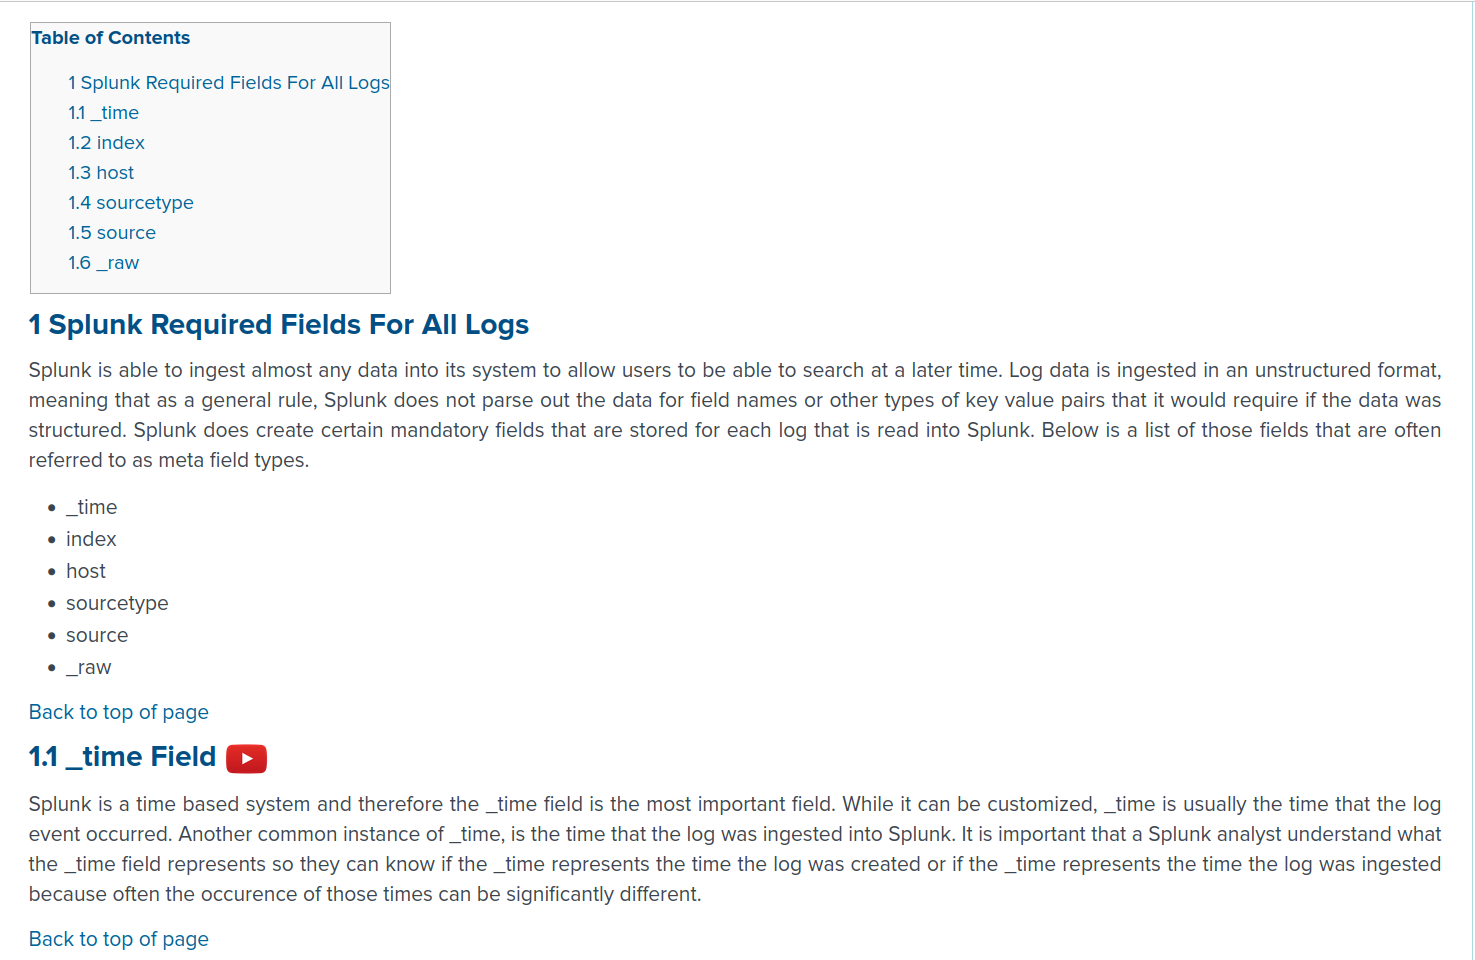 Table of Contents
1 Splunk Required Fields For All Logs
1.1 _time
1.2 index
1.3 host
1.4 sourcetype
1.5 source
1.6 _raw
1 Splunk Required Fields For All Logs
Splunk is able to ingest almost any data into its system to allow users to be able to search at a later time. Log data is ingested in an unstructured format,
meaning that as a general rule, Splunk does not parse out the data for field names or other types of key value pairs that it would require if the data was
structured. Splunk does create certain mandatory fields that are stored for each log that is read into Splunk. Below is a list of those fields that are often
referred to as meta field types.
• _time
• index
• host
• sourcetype
• source
• _raw
Back to top of page
1.1 _time Field
Splunk is a time based system and therefore the _time field is the most important field. While it can be customized, _time is usually the time that the log
event occurred. Another common instance of _time, is the time that the log was ingested into Splunk. It is important that a Splunk analyst understand what
the _time field represents so they can know if the _time represents the time the log was created or if the _time represents the time the log was ingested
because often the occurence of those times can be significantly different.
Back to top of page